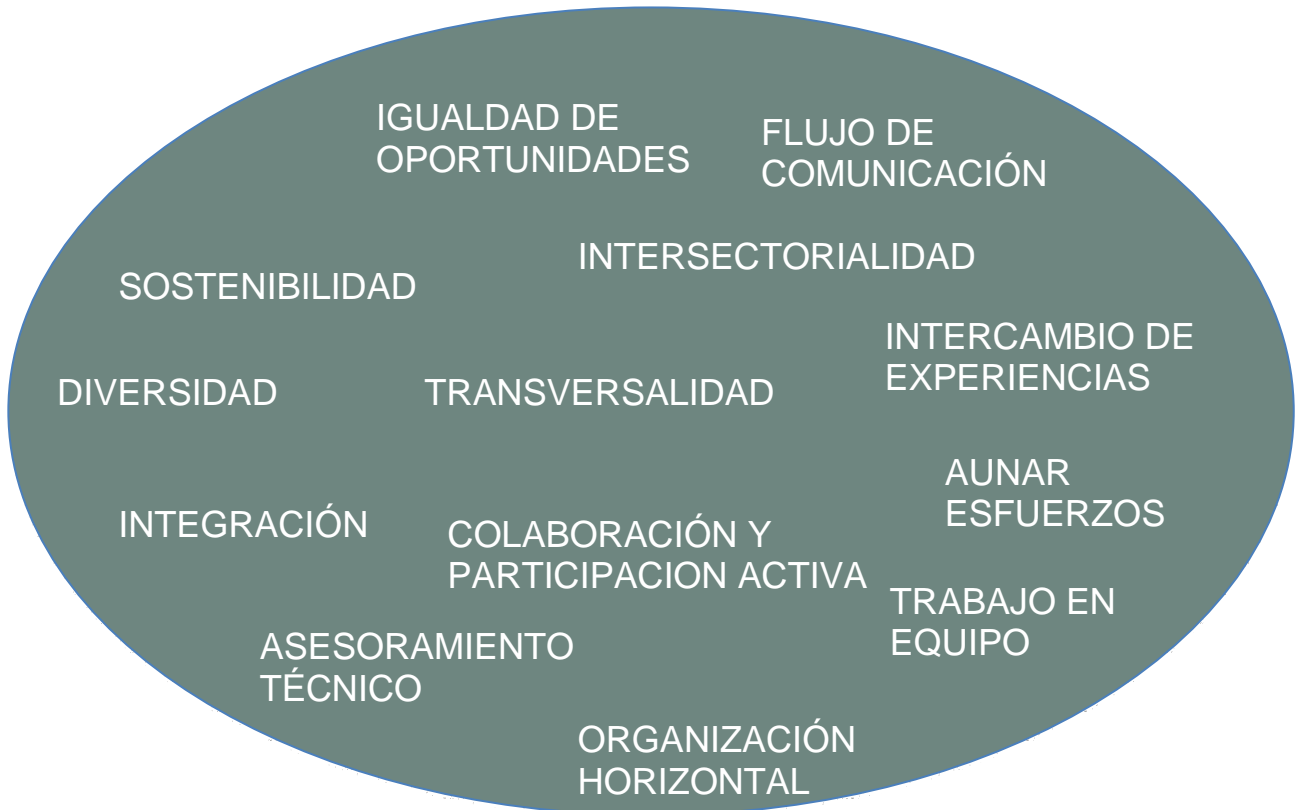 IGUALDAD DE
OPORTUNIDADES
FLUJO DE
COMUNICACIÓN
INTERSECTORIALIDAD
SOSTENIBILIDAD
INTERCAMBIO DE
EXPERIENCIAS
DIVERSIDAD
TRANSVERSALIDAD
AUNAR
ESFUERZOS
INTEGRACIÓN
COLABORACIÓN Y
PARTICIPACION ACTIVA
TRABAJO EN
EQUIPO
ASESORAMIENTO
TÉCNICO
ORGANIZACIÓN
HORIZONTAL